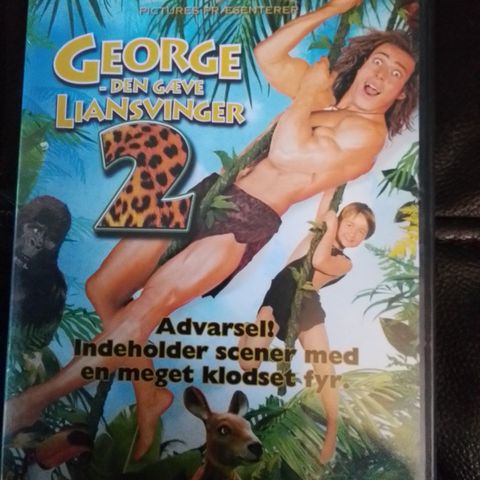 PICTURES PRÆSENTERER
GEORGE
- DEN GÆVE
LIANSVINGER
2
Advarsel!
Indeholder scener med
en meget klodset fyr.